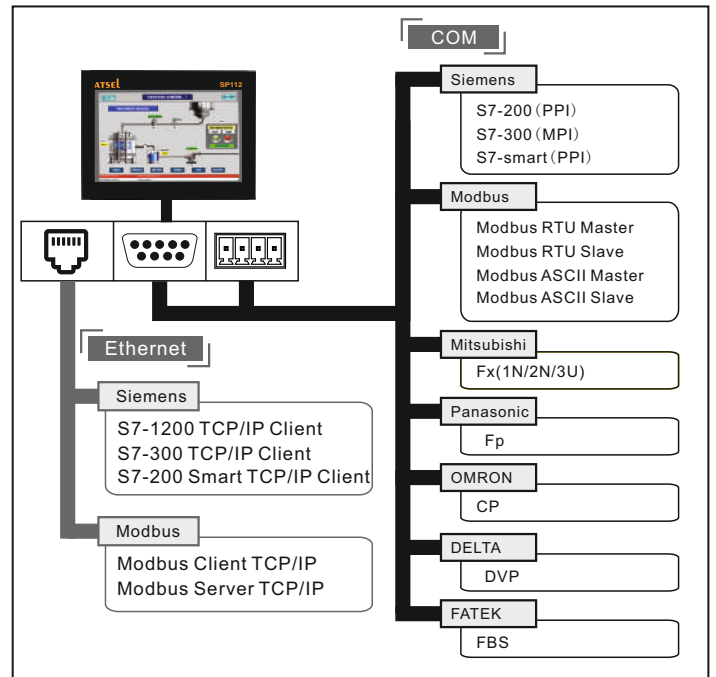 COM
ATSEL
SP112
Siemens
S7-200（PPI）
S7-300（MPI）
S7-smart（PPI）
Modbus
Modbus RTU Master
Modbus RTU Slave
Modbus ASCII Master
Modbus ASCII Slave
Mitsubishi
Fx(1N/2N/3U)
Panasonic
Fp
OMRON
CP
DELTA
DVP
FATEK
FBS
Ethernet
Siemens
S7-1200 TCP/IP Client
S7-300 TCP/IP Client
S7-200 Smart TCP/IP Client
Modbus
Modbus Client TCP/IP
Modbus Server TCP/IP